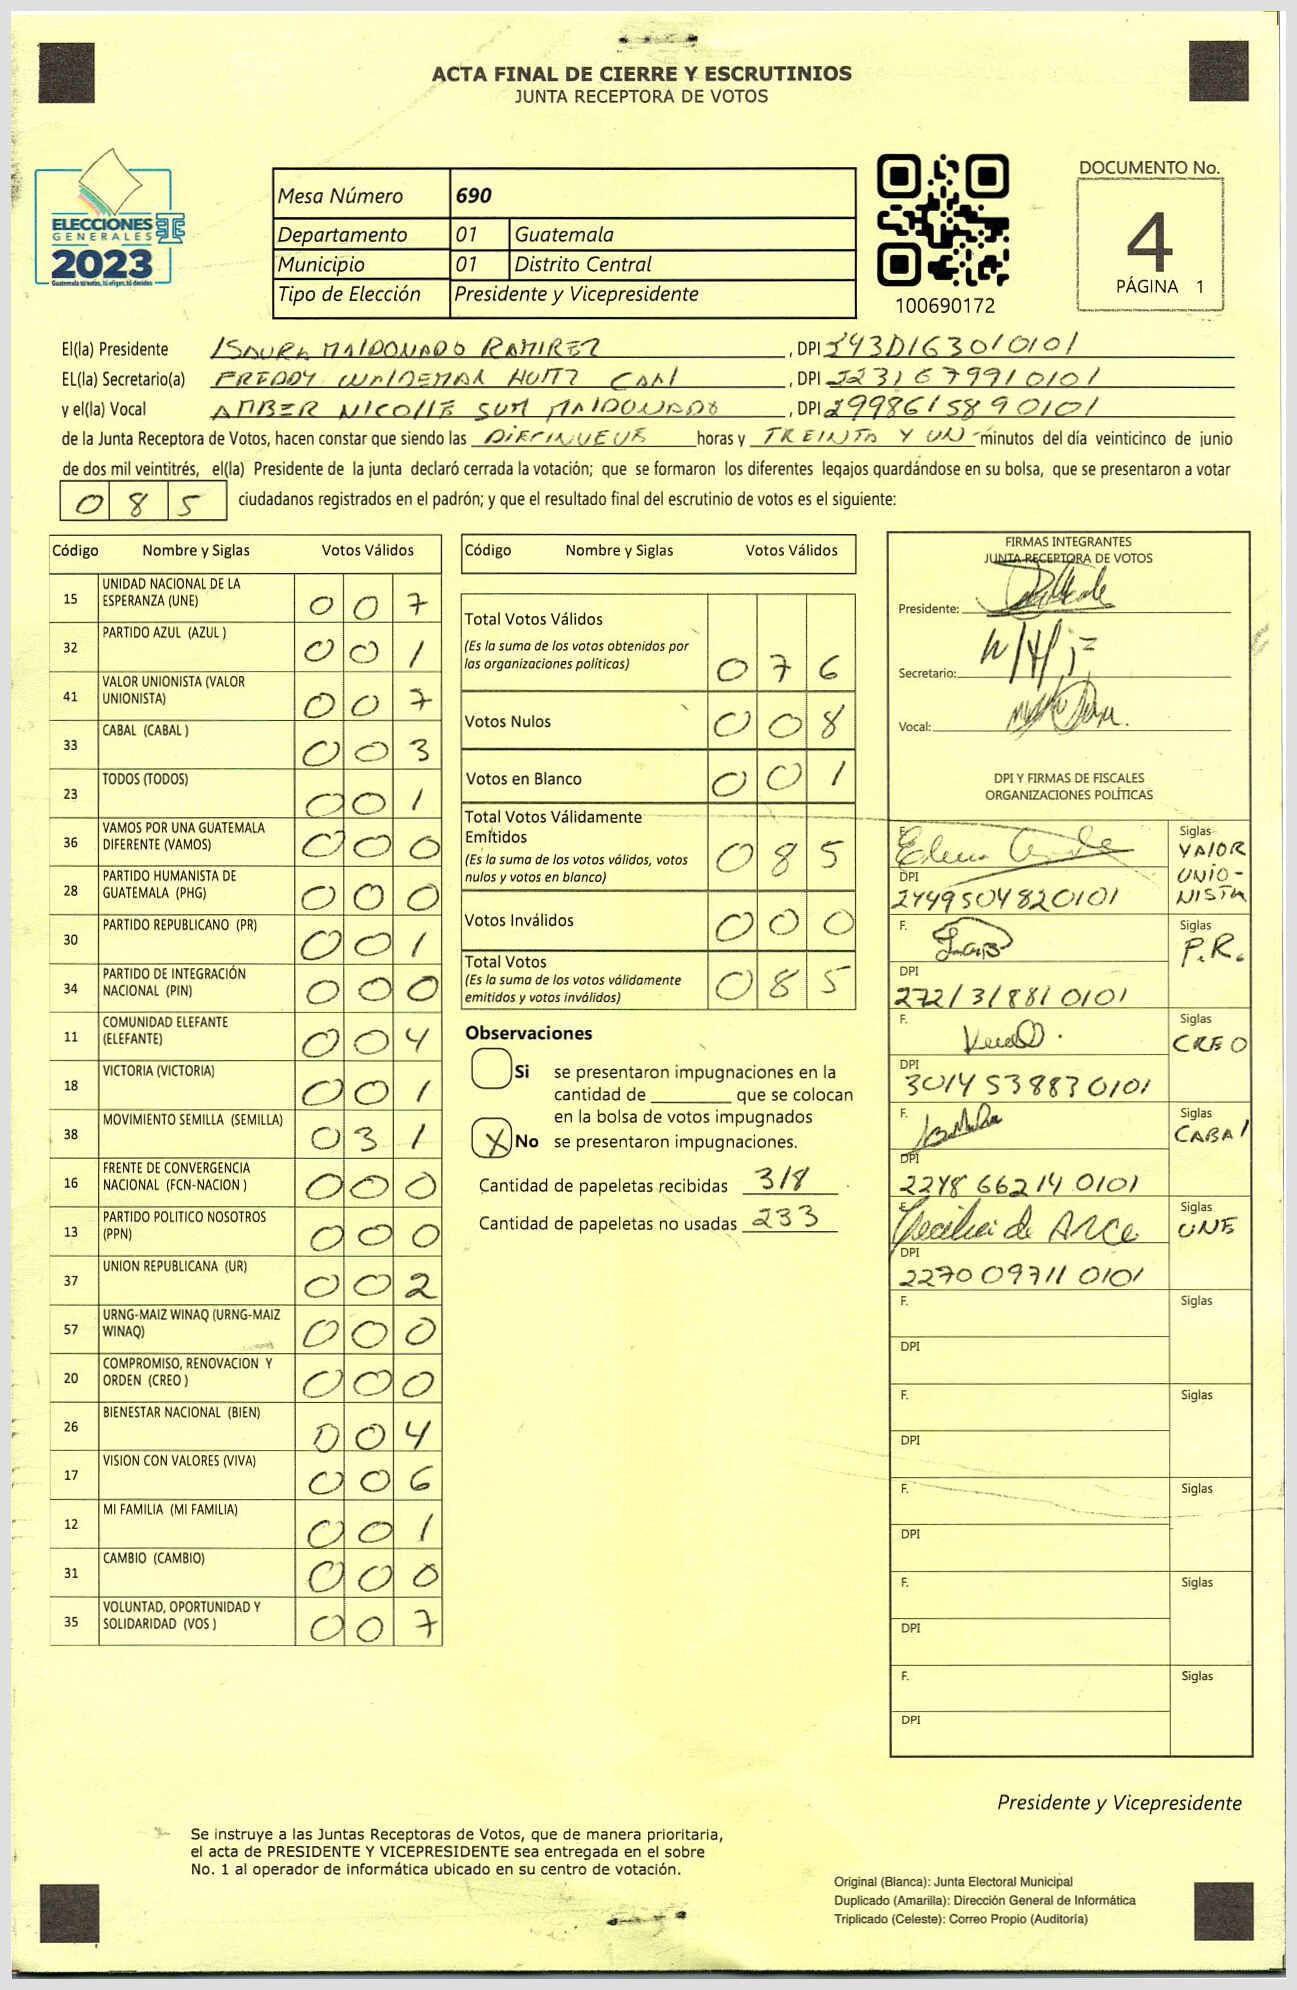 ACTA FINAL DE CIERRE Y ESCRUTINIOS
JUNTA RECEPTORA DE VOTOS
ELECCIONES
GENERALES
2023
Guatemala tú votas, tú eliges, tú decides
Mesa Número 690
Departamento 01 Guatemala
Municipio 01 Distrito Central
Tipo de Elección Presidente y Vicepresidente
100690172
DOCUMENTO No.
4
PÁGINA 1
El(la) Presidente ISAURA MALDONADO RAMIREZ , DPI
EL(la) Secretario(a) FREDDY WALDEMAR , DPI
y el(la) Vocal AMBER NICOLLE SUM MALDONADO , DPI 2998615890101
de la Junta Receptora de Votos, hacen constar que siendo las DIECINUEVE horas y TREINTA Y UN minutos del día veinticinco de junio
de dos mil veintitrés, el(la) Presidente de la junta declaró cerrada la votación; que se formaron los diferentes legajos guardándose en su bolsa, que se presentaron a votar
085 ciudadanos registrados en el padrón; y que el resultado final del escrutinio de votos es el siguiente:
Código Nombre y Siglas Votos Válidos
15 UNIDAD NACIONAL DE LA ESPERANZA (UNE) 0 0 7
32 PARTIDO AZUL (AZUL ) 0 0 1
41 VALOR UNIONISTA (VALOR UNIONISTA) 0 0 7
33 CABAL (CABAL ) 0 0 3
23 TODOS (TODOS) 0 0 1
36 VAMOS POR UNA GUATEMALA DIFERENTE (VAMOS) 0 0 0
28 PARTIDO HUMANISTA DE GUATEMALA (PHG) 0 0 0
30 PARTIDO REPUBLICANO (PR) 0 0 1
34 PARTIDO DE INTEGRACIÓN NACIONAL (PIN) 0 0 0
11 COMUNIDAD ELEFANTE (ELEFANTE) 0 0 4
18 VICTORIA (VICTORIA) 0 0 1
38 MOVIMIENTO SEMILLA (SEMILLA) 0 3 1
16 FRENTE DE CONVERGENCIA NACIONAL (FCN-NACION ) 0 0 0
13 PARTIDO POLITICO NOSOTROS (PPN) 0 0 0
37 UNION REPUBLICANA (UR) 0 0 2
57 URNG-MAIZ WINAQ (URNG-MAIZ WINAQ) 0 0 0
20 COMPROMISO, RENOVACION Y ORDEN (CREO ) 0 0 0
26 BIENESTAR NACIONAL (BIEN) 0 0 4
17 VISION CON VALORES (VIVA) 0 0 6
12 MI FAMILIA (MI FAMILIA) 0 0 1
31 CAMBIO (CAMBIO) 0 0 0
35 VOLUNTAD, OPORTUNIDAD Y SOLIDARIDAD (VOS ) 0 0 7
Código Nombre y Siglas Votos Válidos
Total Votos Válidos
(Es la suma de los votos obtenidos por
las organizaciones políticas) 0 7 6
Votos Nulos 0 0 8
Votos en Blanco 0 0 1
Total Votos Válidamente
Emitidos
(Es la suma de los votos válidos, votos
nulos y votos en blanco) 0 8 5
Votos Inválidos 0 0 0
Total Votos
(Es la suma de los votos válidamente
emitidos y votos inválidos) 0 8 5
Observaciones
Si se presentaron impugnaciones en la
cantidad de ________ que se colocan
en la bolsa de votos impugnados
X No se presentaron impugnaciones.
Cantidad de papeletas recibidas 318
Cantidad de papeletas no usadas 233
FIRMAS INTEGRANTES
JUNTA RECEPTORA DE VOTOS
Presidente:
Secretario:
Vocal:
DPI Y FIRMAS DE FISCALES
ORGANIZACIONES POLÍTICAS
F. Siglas VALOR UNIONISTA
DPI 2449504820101
F. Siglas P.R.
DPI 272131881 0101
F. Siglas CREO
DPI 3014538830101
F. Siglas CABAL
DPI 2248 66214 0101
F. Cecilia de Arce Siglas UNE
DPI 2270 09711 0101
F. Siglas
DPI
F. Siglas
DPI
F. Siglas
DPI
F. Siglas
DPI
F. Siglas
DPI
Presidente y Vicepresidente
Se instruye a las Juntas Receptoras de Votos, que de manera prioritaria,
el acta de PRESIDENTE Y VICEPRESIDENTE sea entregada en el sobre
No. 1 al operador de informática ubicado en su centro de votación.
Original (Blanca): Junta Electoral Municipal
Duplicado (Amarilla): Dirección General de Informática
Triplicado (Celeste): Correo Propio (Auditoría)